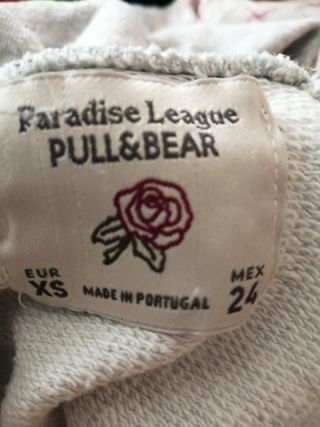 Paradise League
PULL&BEAR
EUR
XS
MADE IN PORTUGAL
MEX
24